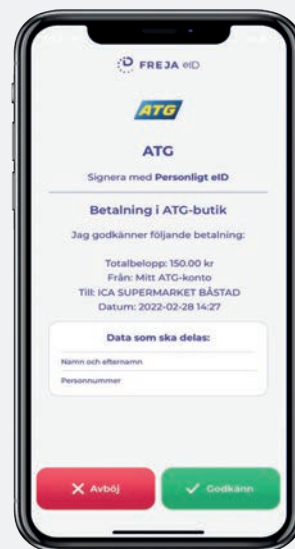 FREJA eID
ATG
ATG
Signera med Personligt eID
Betalning i ATG-butik
Jag godkänner följande betalning:
Totalbelopp: 150.00 kr
Från: Mitt ATG-konto
Till: ICA SUPERMARKET BÅSTAD
Datum: 2022-02-28 14:27
Data som ska delas:
Namn och efternamn
Personnummer
Avböj
Godkänn